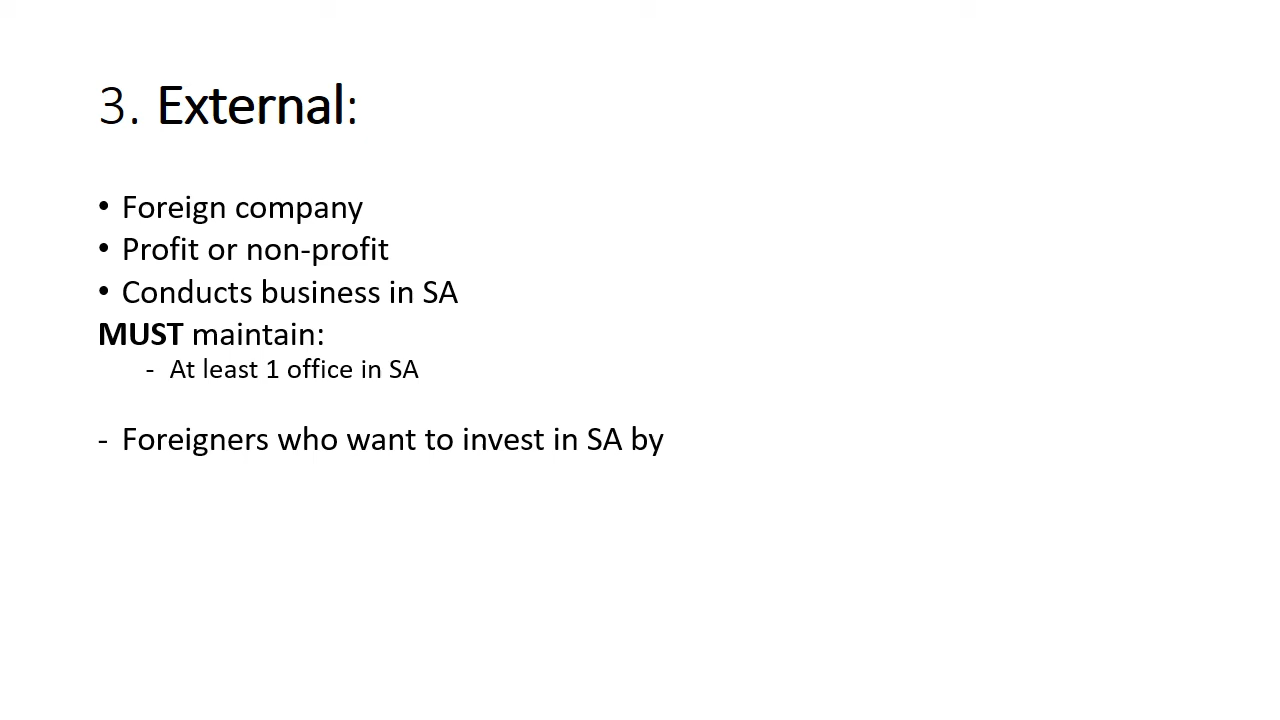 3. External:
• Foreign company
• Profit or non-profit
• Conducts business in SA
MUST maintain:
- At least 1 office in SA
- Foreigners who want to invest in SA by